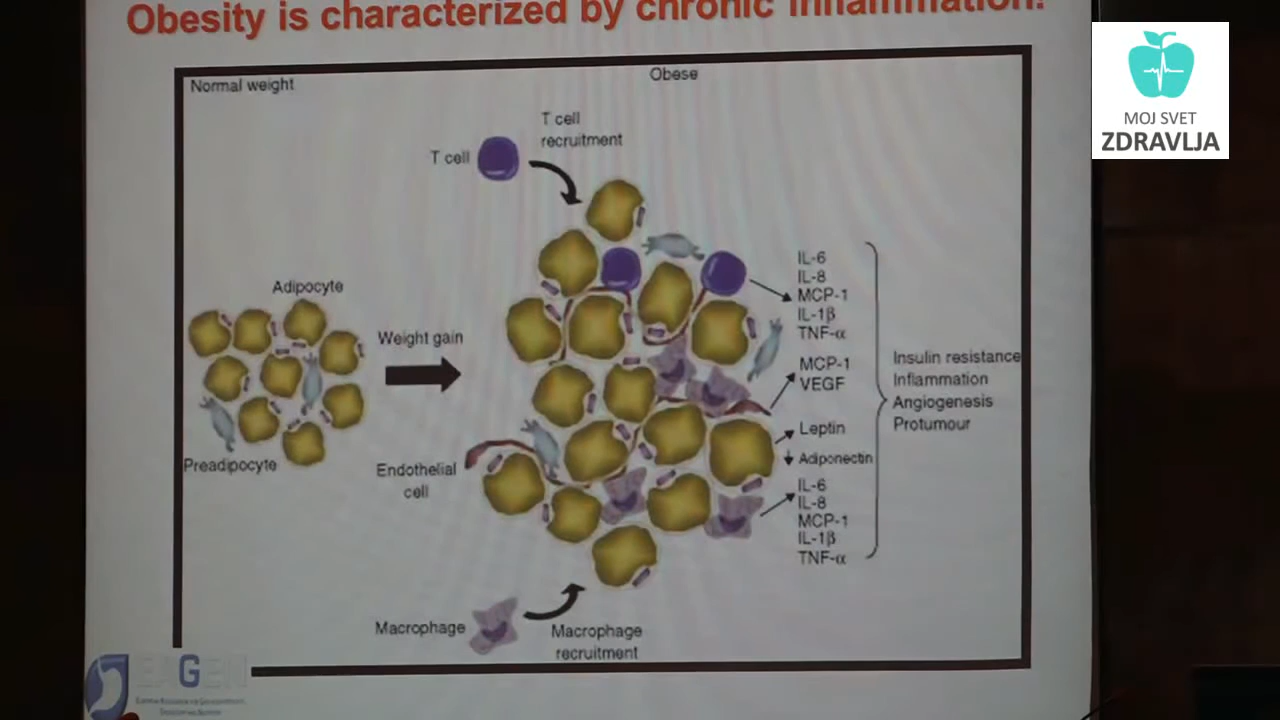 Obesity is characterized by chronic inflammation!
MOJ SVET
ZDRAVLJA
Normal weight
Obese
T cell
recruitment
T cell
Adipocyte
Weight gain
Preadipocyte
Endothelial
cell
Macrophage
Macrophage
recruitment
IL-6
IL-8
MCP-1
IL-1β
TNF-α
MCP-1
VEGF
Leptin
Adiponectin
IL-6
IL-8
MCP-1
IL-1β
TNF-α
Insulin resistance
Inflammation
Angiogenesis
Protumour